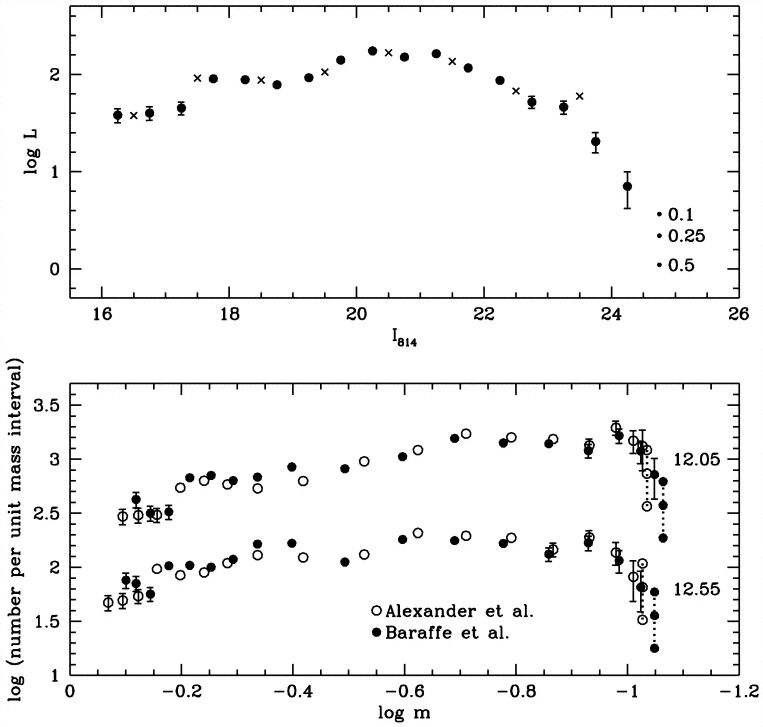 2
1
0
log L
0.1
0.25
0.5
16 18 20 22 24 26
I814
3.5
3
2.5
2
1.5
1
log (number per unit mass interval)
12.05
12.55
Alexander et al.
Baraffe et al.
0 −0.2 −0.4 −0.6 −0.8 −1 −1.2
log m